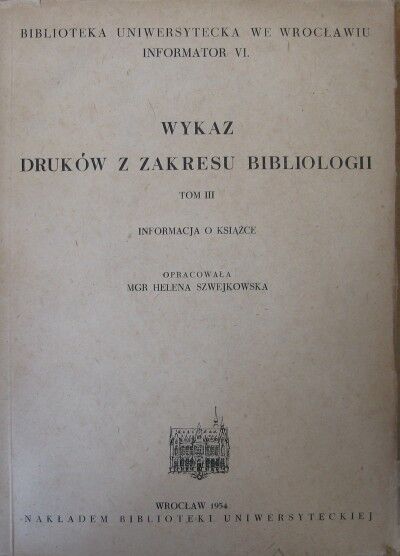 BIBLIOTEKA UNIWERSYTECKA WE WROCŁAWIU
INFORMATOR VI.
WYKAZ
DRUKÓW Z ZAKRESU BIBLIOLOGII
TOM III
INFORMACJA O KSIĄŻCE
OPRACOWAŁA
MGR HELENA SZWEJKOWSKA
WROCŁAW 1954
NAKŁADEM BIBLIOTEKI UNIWERSYTECKIEJ